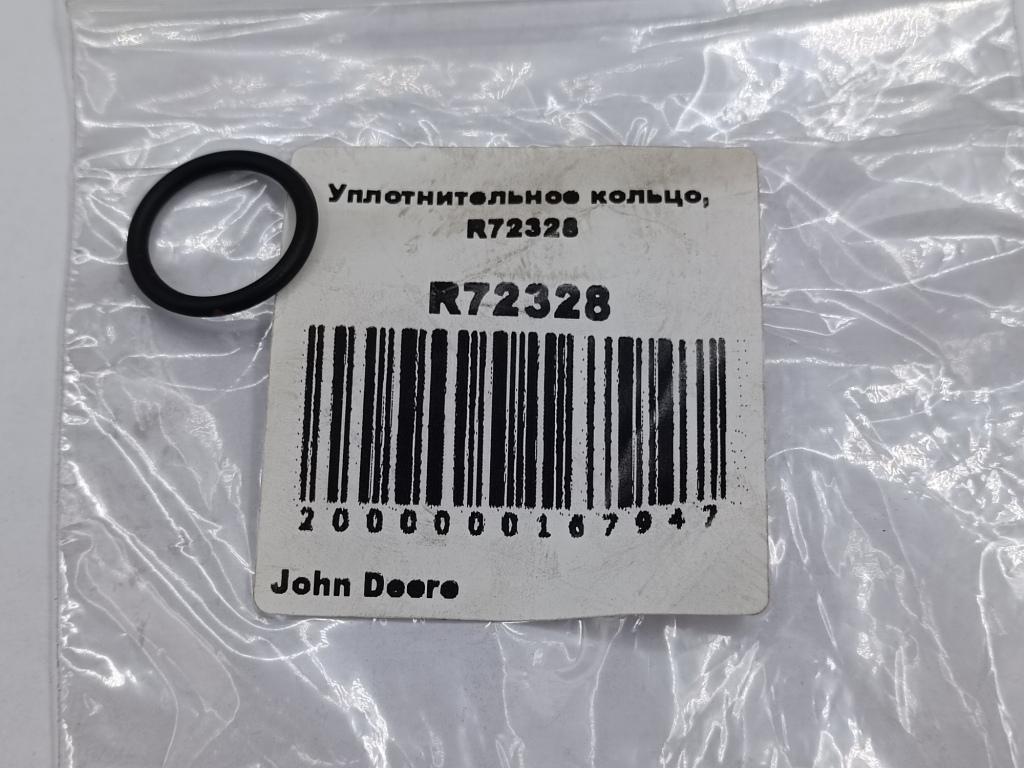 Уплотнительное кольцо,
R72328
R72328
2000000167947
John Deere